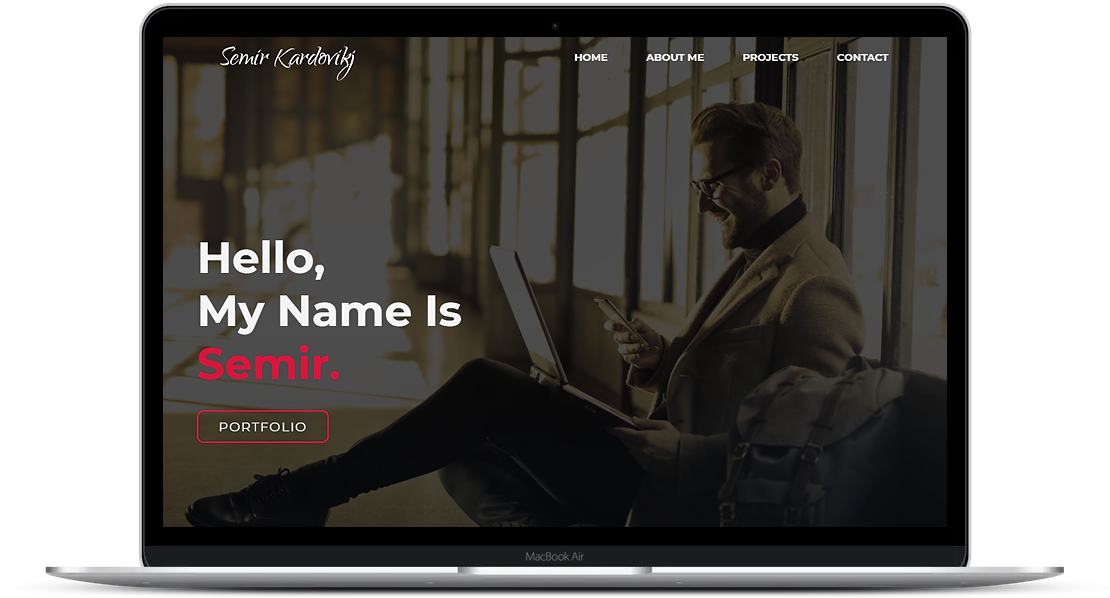 Semir Kardovikj
HOME ABOUT ME PROJECTS CONTACT
Hello,
My Name Is
Semir.
PORTFOLIO
MacBook Air